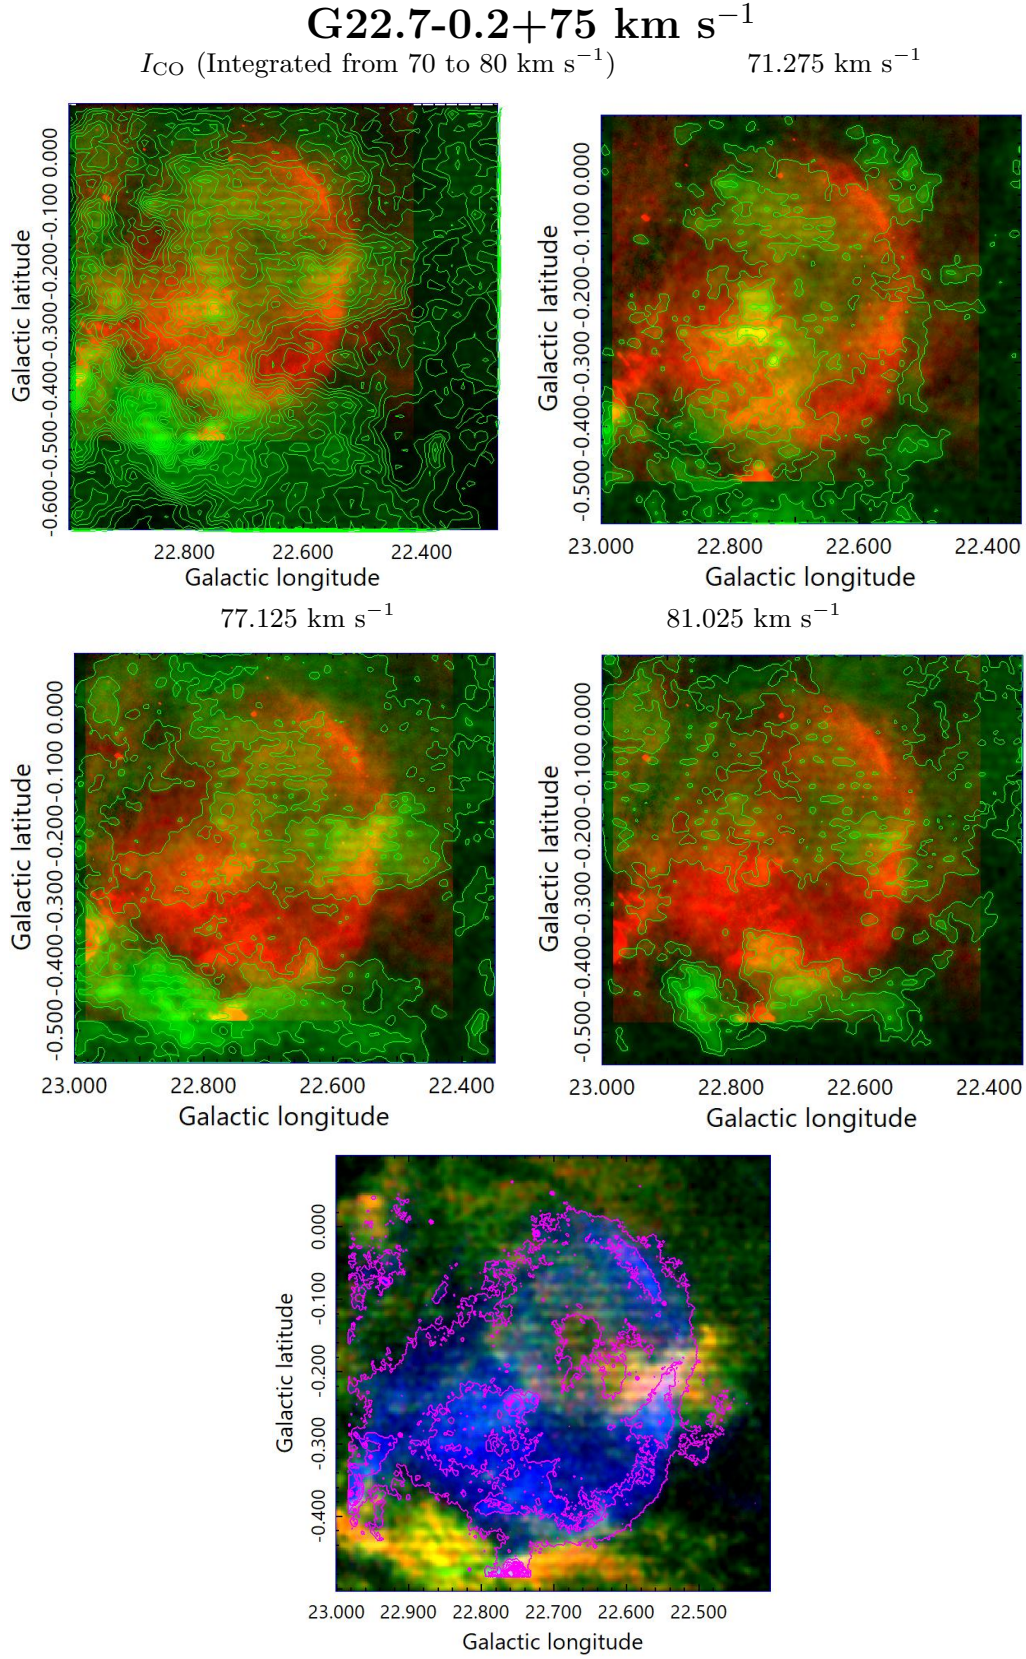 G22.7-0.2+75 km s⁻¹
I_CO (Integrated from 70 to 80 km s⁻¹) 71.275 km s⁻¹
Galactic latitude
-0.600-0.500-0.400-0.300-0.200-0.100 0.000
22.800 22.600 22.400
Galactic longitude
Galactic latitude
-0.500-0.400-0.300-0.200-0.100 0.000
23.000 22.800 22.600 22.400
Galactic longitude
77.125 km s⁻¹ 81.025 km s⁻¹
Galactic latitude
-0.500-0.400-0.300-0.200-0.100 0.000
23.000 22.800 22.600 22.400
Galactic longitude
Galactic latitude
-0.500-0.400-0.300-0.200-0.100 0.000
23.000 22.800 22.600 22.400
Galactic longitude
Galactic latitude
-0.400 -0.300 -0.200 -0.100 0.000
23.000 22.900 22.800 22.700 22.600 22.500
Galactic longitude